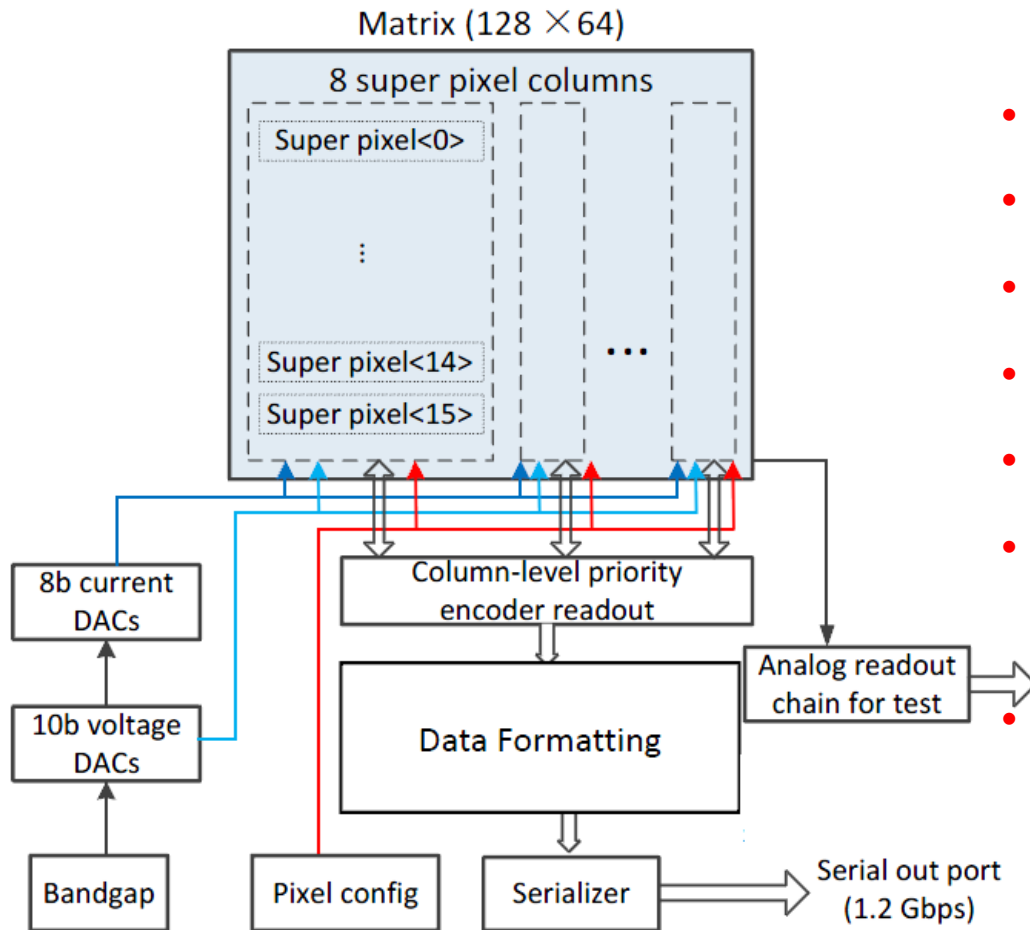 Matrix (128 × 64)
8 super pixel columns
Super pixel<0>
⋮
Super pixel<14>
Super pixel<15>
...
8b current
DACs
Column-level priority
encoder readout
10b voltage
DACs
Data Formatting
Analog readout
chain for test
Bandgap
Pixel config
Serializer
Serial out port
(1.2 Gbps)